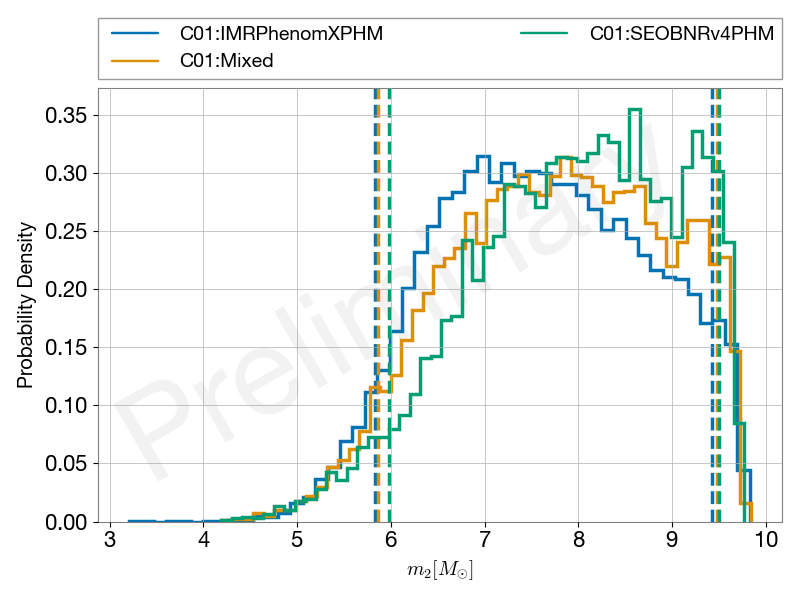 C01:IMRPhenomXPHM
C01:Mixed
C01:SEOBNRv4PHM
0.35
0.30
0.25
0.20
0.15
0.10
0.05
0.00
Probability Density
Preliminary
3 4 5 6 7 8 9 10
m₂[M☉]